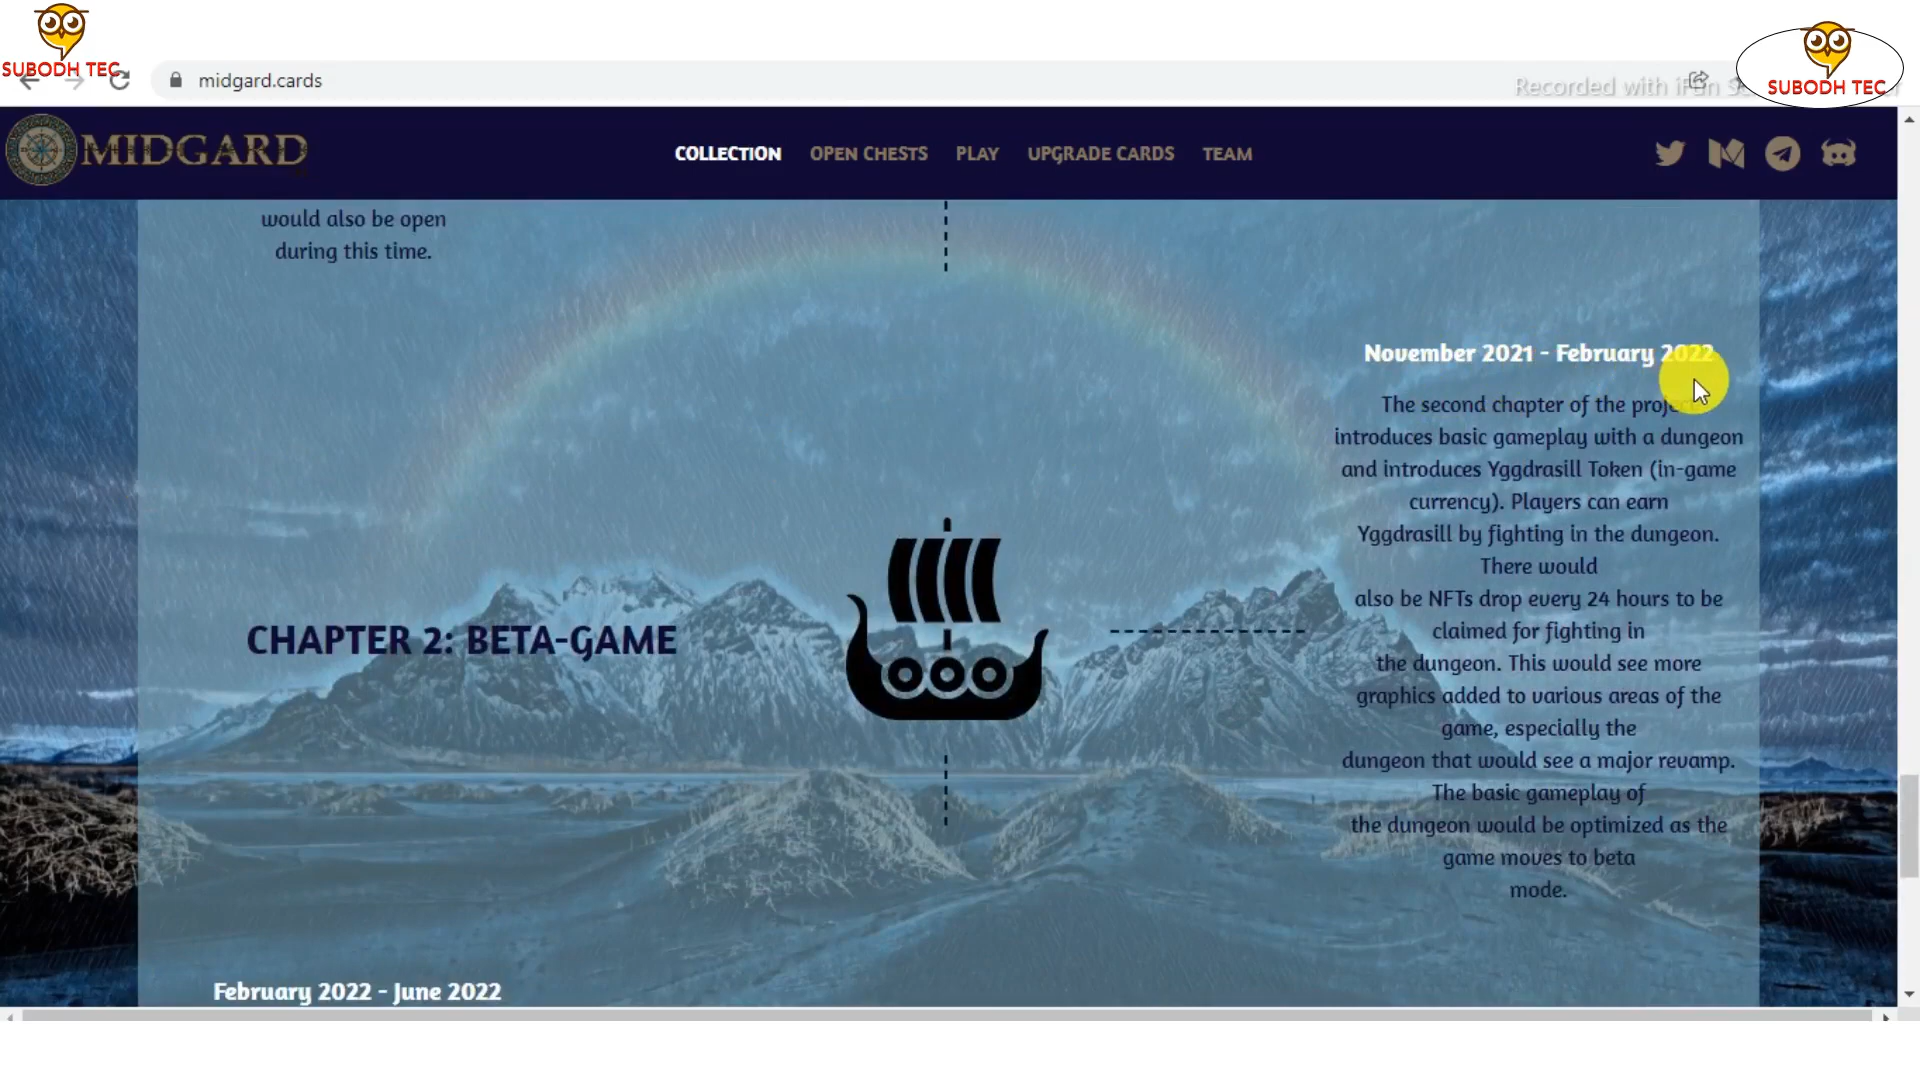 SUBODH TEC
midgard.cards
Recorded with iFun
SUBODH TEC
MIDGARD
COLLECTION
OPEN CHESTS
PLAY
UPGRADE CARDS
TEAM
would also be open
during this time.
November 2021 - February 2022
The second chapter of the project
introduces basic gameplay with a dungeon
and introduces Yggdrasill Token (in-game
currency). Players can earn
Yggdrasill by fighting in the dungeon.
There would
also be NFTs drop every 24 hours to be
claimed for fighting in
the dungeon. This would see more
graphics added to various areas of the
game, especially the
dungeon that would see a major revamp.
The basic gameplay of
the dungeon would be optimized as the
game moves to beta
mode.
CHAPTER 2: BETA-GAME
February 2022 - June 2022